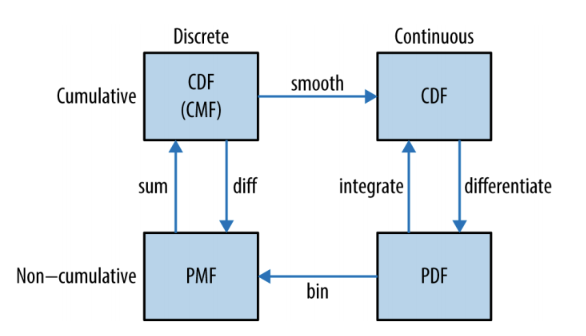 Discrete
Continuous
Cumulative
CDF
(CMF)
smooth
CDF
sum
diff
integrate
differentiate
Non−cumulative
PMF
bin
PDF